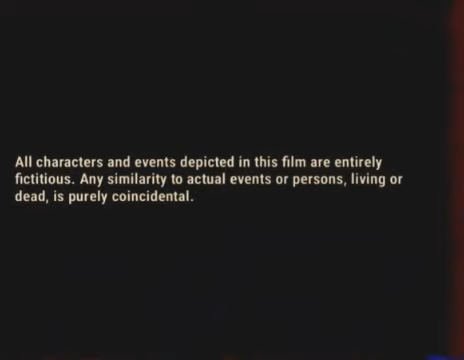 All characters and events depicted in this film are entirely
fictitious. Any similarity to actual events or persons, living or
dead, is purely coincidental.